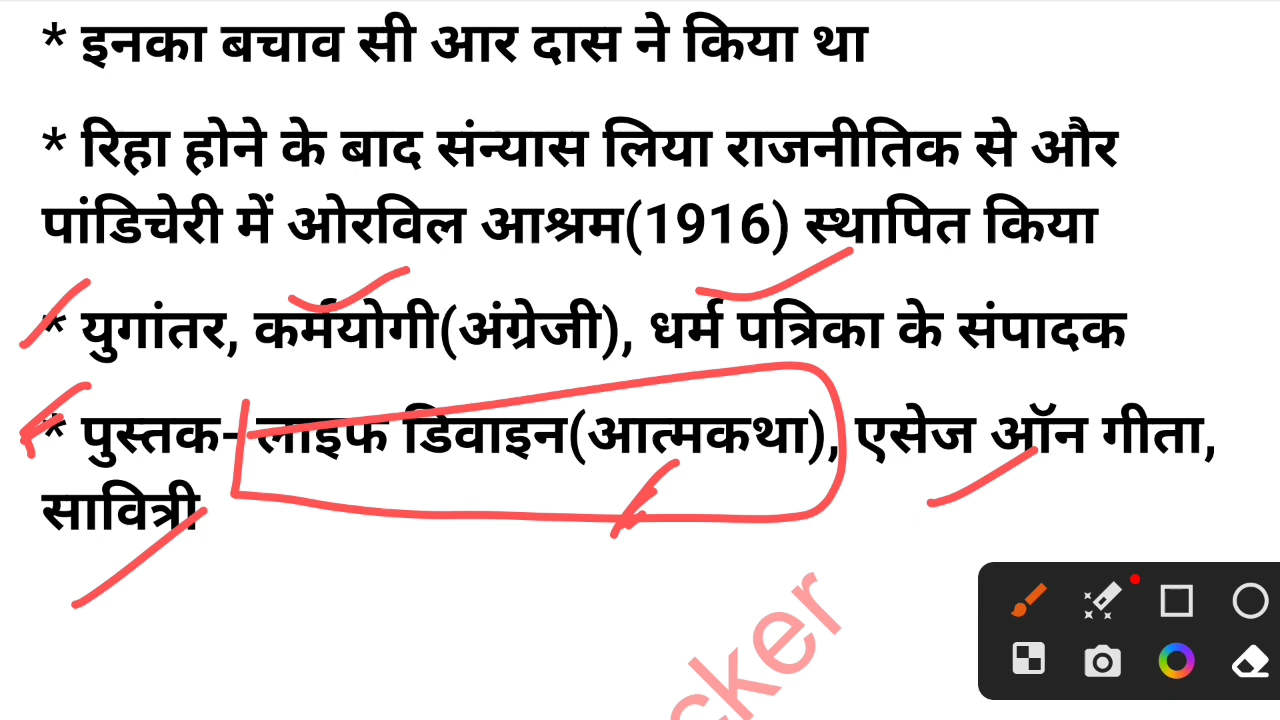 * इनका बचाव सी आर दास ने किया था
* रिहा होने के बाद संन्यास लिया राजनीतिक से और
पांडिचेरी में ओरविल आश्रम(1916) स्थापित किया
* युगांतर, कर्मयोगी(अंग्रेजी), धर्म पत्रिका के संपादक
* पुस्तक- लाइफ डिवाइन(आत्मकथा), एसेज ऑन गीता,
सावित्री